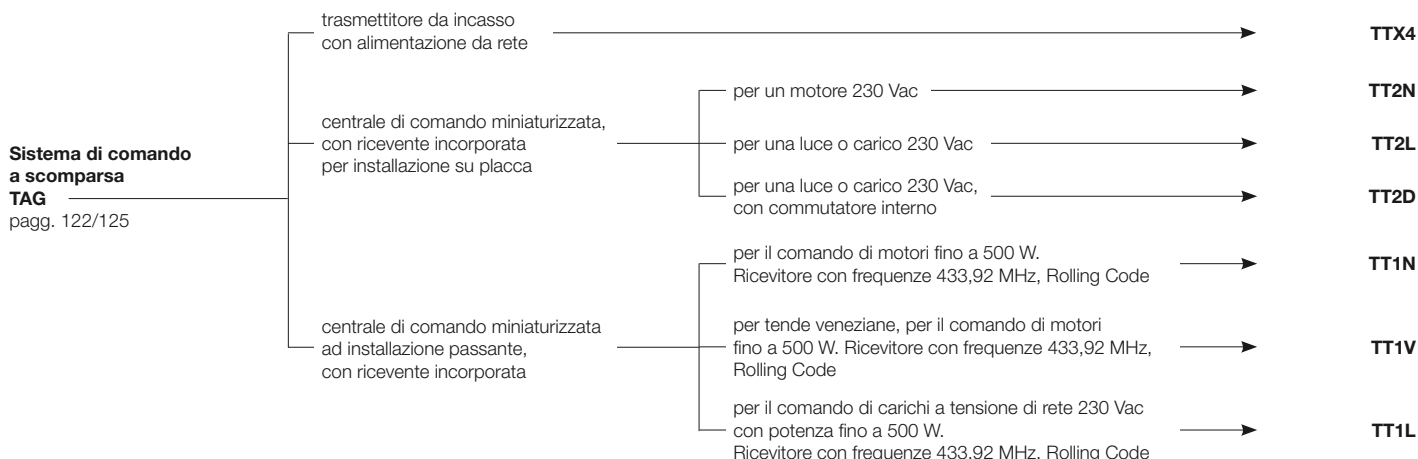 trasmettitore da incasso
con alimentazione da rete
TTX4
Sistema di comando
a scomparsa
TAG
pagg. 122/125
centrale di comando miniaturizzata,
con ricevente incorporata
per installazione su placca
per un motore 230 Vac
TT2N
per una luce o carico 230 Vac
TT2L
per una luce o carico 230 Vac,
con commutatore interno
TT2D
centrale di comando miniaturizzata
ad installazione passante,
con ricevente incorporata
per il comando di motori fino a 500 W.
Ricevitore con frequenze 433,92 MHz, Rolling Code
TT1N
per tende veneziane, per il comando di motori
fino a 500 W. Ricevitore con frequenze 433,92 MHz,
Rolling Code
TT1V
per il comando di carichi a tensione di rete 230 Vac
con potenza fino a 500 W.
Ricevitore con frequenze 433,92 MHz, Rolling Code
TT1L